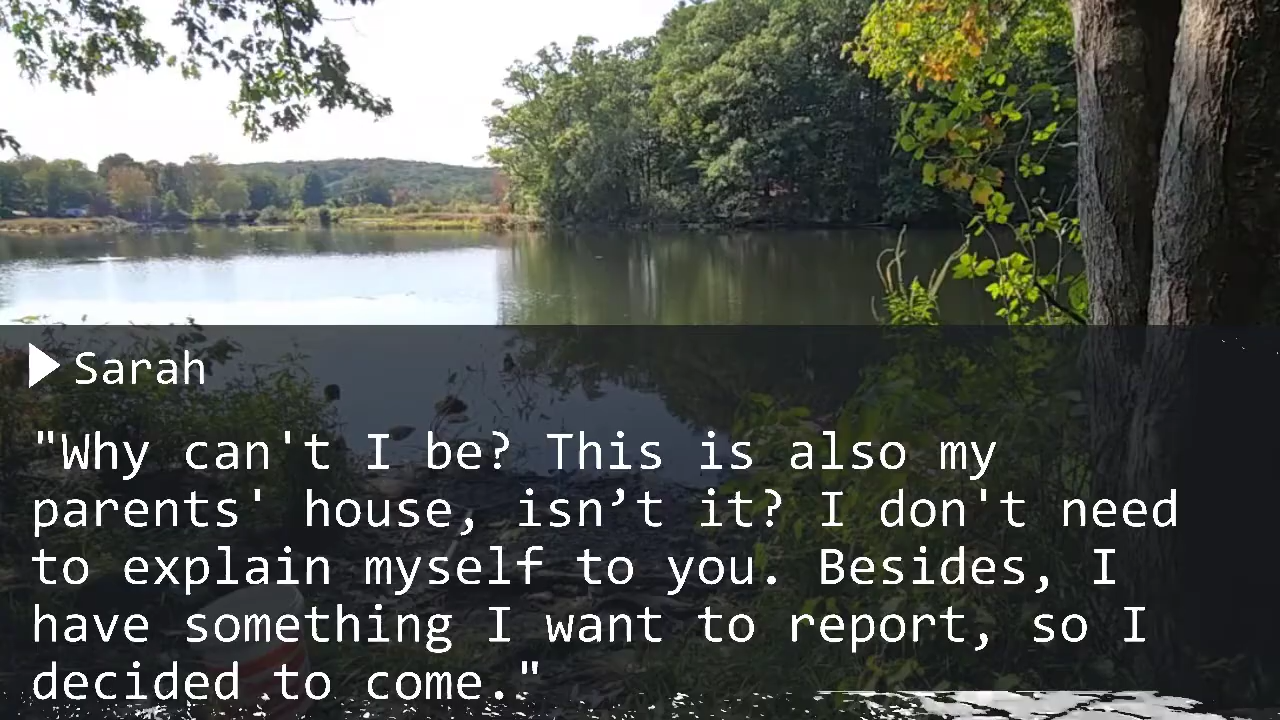 Sarah
"Why can't I be? This is also my
parents' house, isn’t it? I don't need
to explain myself to you. Besides, I
have something I want to report, so I
decided to come."